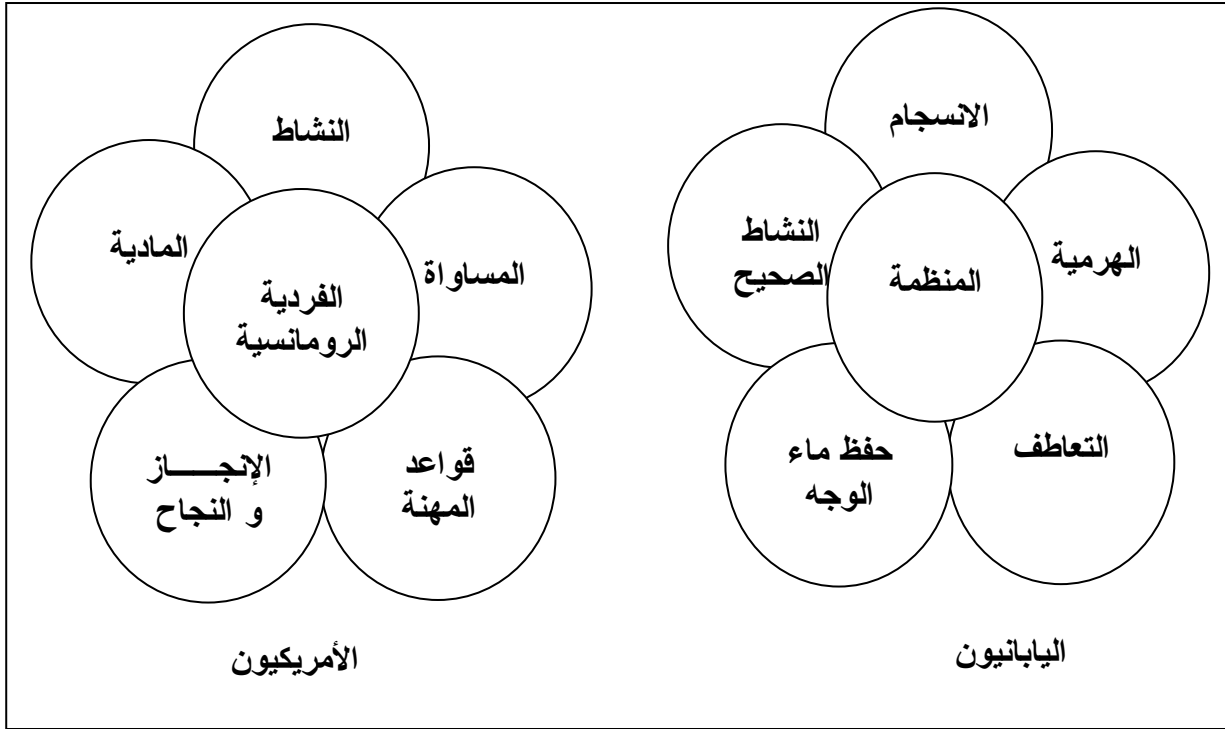 الانسجام
النشاط
الصحيح
المنظمة
الهرمية
حفظ ماء
الوجه
التعاطف
اليابانيون
النشاط
المادية
الفردية
الرومانسية
المساواة
الإنجــــــاز
و النجاح
قواعد
المهنة
الأمريكيون